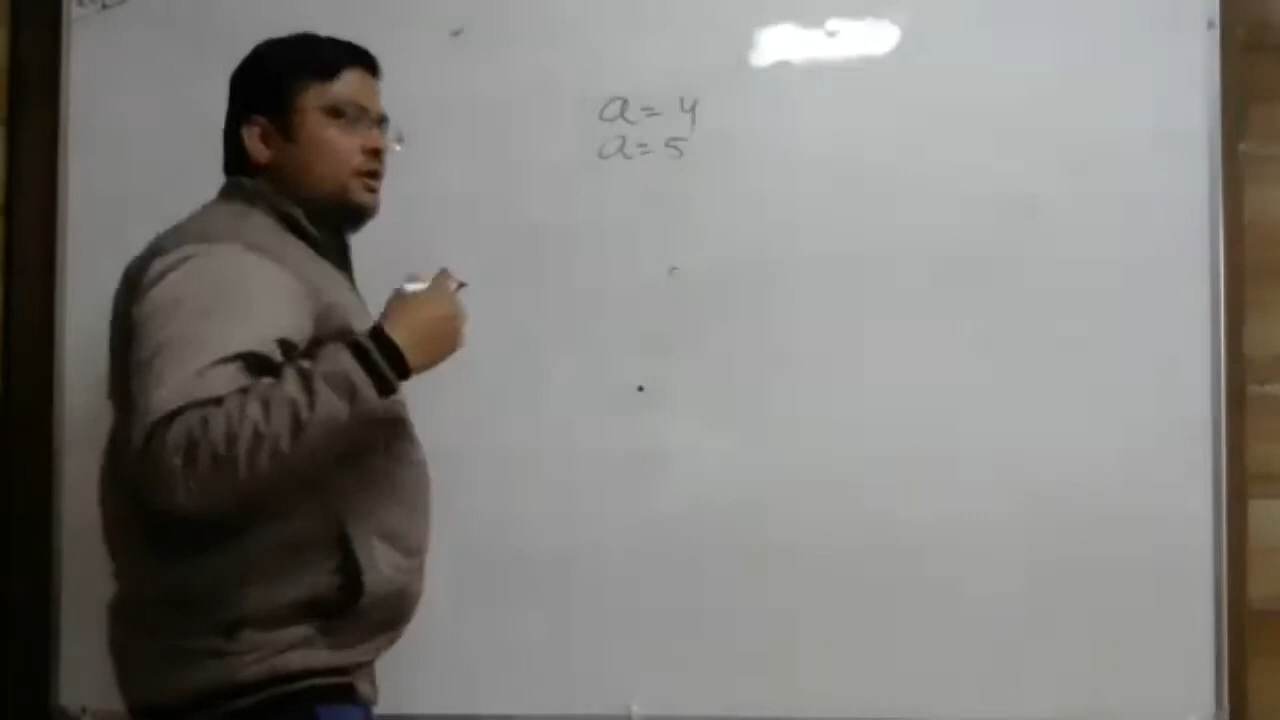 a = 4
a = 5